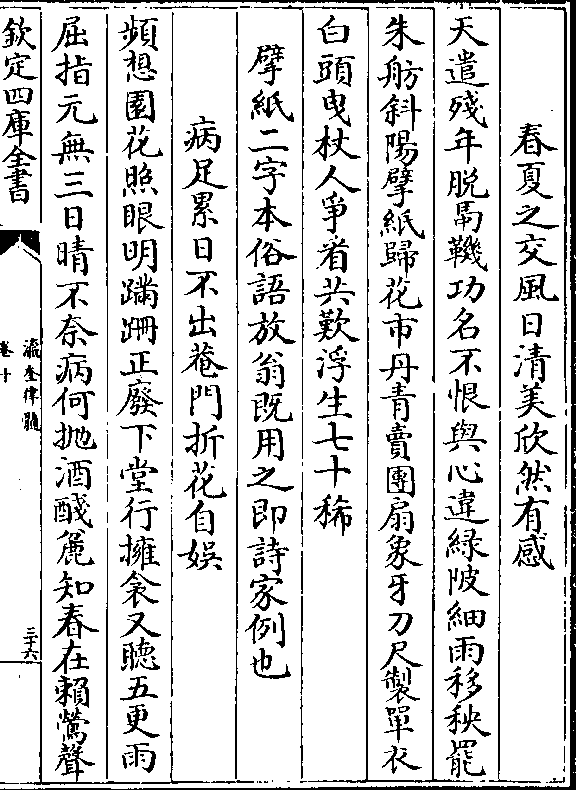 春夏之交風日清美欣然有感
天遣殘年脫馽鞿功名不恨與心違緑陂細雨移秧罷
朱舫斜陽擘紙歸花市丹青賣團扇象牙刀尺製單衣
白頭曳杖人爭看共歎浮生七十稀
擘紙二字本俗語放翁既用之即詩家例也
病足累日不出菴門折花自娯
頻想園花照眼明蹣跚正廢下堂行擁衾又聽五更雨
屈指元無三日晴不奈病何抛酒醆麄知春在賴鶯聲
欽定四庫全書
瀛奎律髓
卷十
三十六